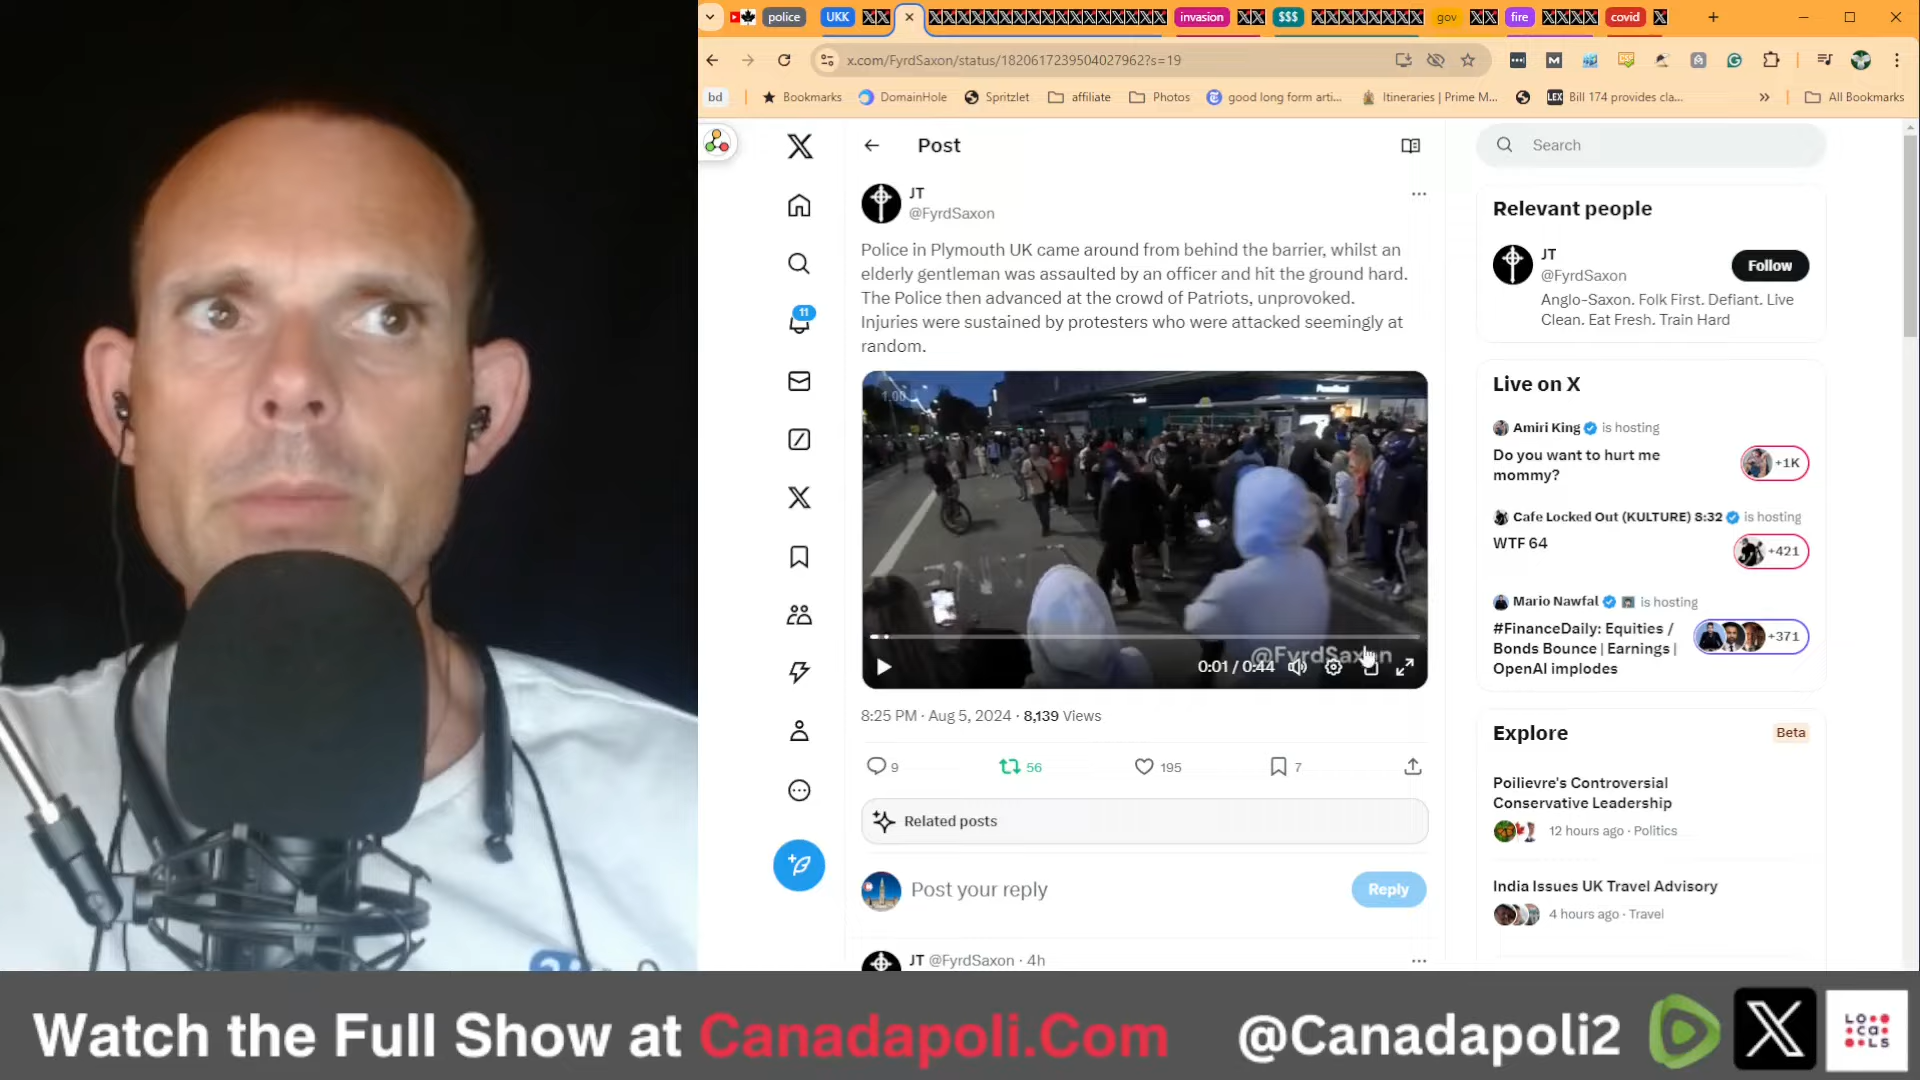 police
UKK
invasion
$$$
gov
fire
covid
x.com/FyrdSaxon/status/1820617239504027962?s=19
bd
Bookmarks
DomainHole
Spritzlet
affiliate
Photos
good long form arti...
Itineraries | Prime M...
LEX
Bill 174 provides cla...
All Bookmarks
Post
Search
JT
@FyrdSaxon
Police in Plymouth UK came around from behind the barrier, whilst an
elderly gentleman was assaulted by an officer and hit the ground hard.
The Police then advanced at the crowd of Patriots, unprovoked.
Injuries were sustained by protesters who were attacked seemingly at
random.
11
1.00
@FyrdSaxon
0:01 / 0:44
8:25 PM · Aug 5, 2024 · 8,139 Views
9
56
195
7
Related posts
Post your reply
Reply
JT @FyrdSaxon · 4h
Relevant people
JT
@FyrdSaxon
Follow
Anglo-Saxon. Folk First. Defiant. Live
Clean. Eat Fresh. Train Hard
Live on X
Amiri King is hosting
Do you want to hurt me
mommy?
+1K
Cafe Locked Out (KULTURE) 8:32 is hosting
WTF 64
+421
Mario Nawfal is hosting
#FinanceDaily: Equities /
Bonds Bounce | Earnings |
OpenAI implodes
+371
Explore
Beta
Poilievre's Controversial
Conservative Leadership
12 hours ago · Politics
India Issues UK Travel Advisory
4 hours ago · Travel
Watch the Full Show at Canadapoli.Com
@Canadapoli2
LOCALS